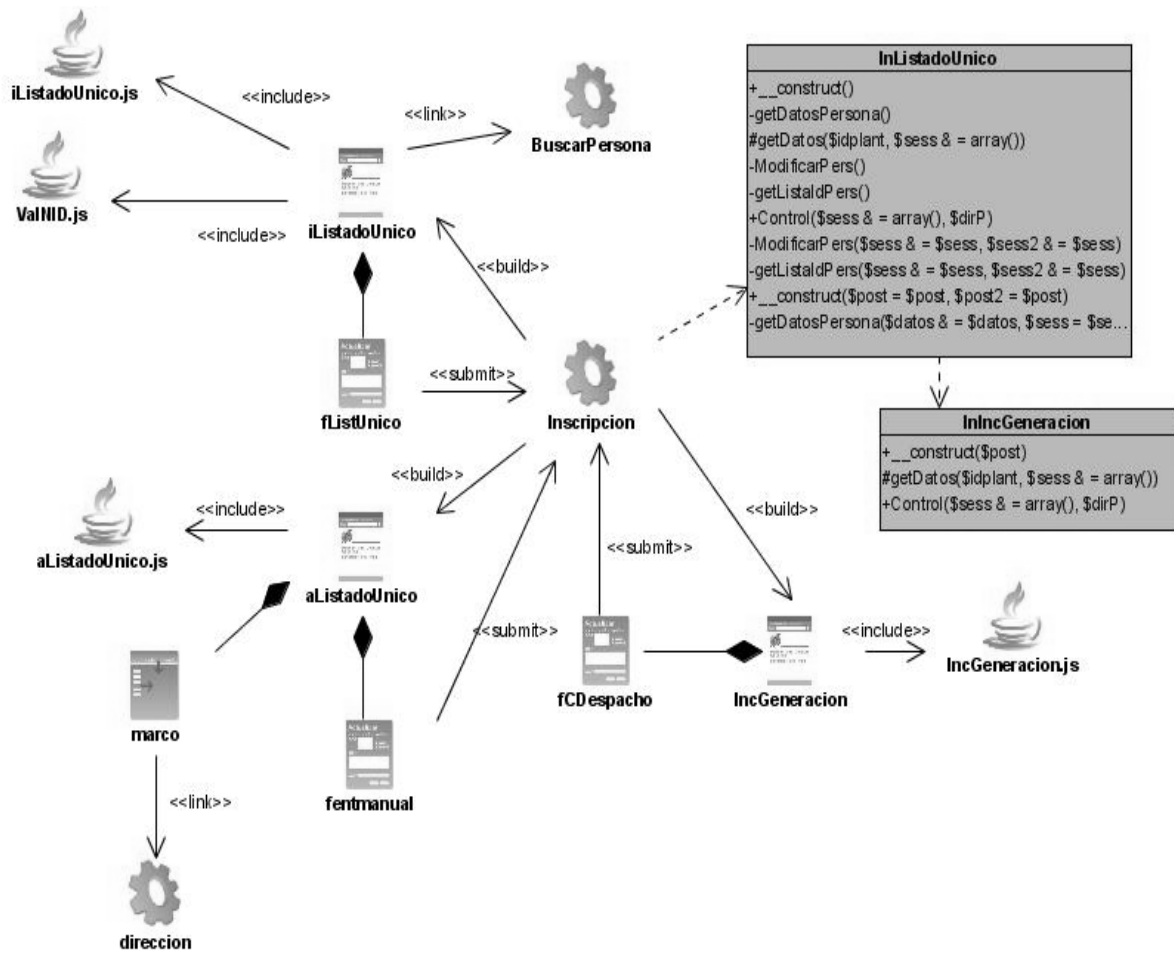 iListadoUnico.js
<<include>>
VaINID.js
<<include>>
iListadoUnico
<<link>>
BuscarPersona
<<build>>
fListUnico
<<submit>>
Inscripcion
InListadoUnico
+__construct()
-getDatosPersona()
#getDatos($idplant, $sess & = array())
-ModificarPers()
-getListaIdPers()
+Control($sess & = array(), $dirP)
-ModificarPers($sess & = $sess, $sess2 & = $sess)
-getListaIdPers($sess & = $sess, $sess2 & = $sess)
+__construct($post = $post, $post2 = $post)
-getDatosPersona($datos & = $datos, $sess = $se...
InIncGeneracion
+__construct($post)
#getDatos($idplant, $sess & = array())
+Control($sess & = array(), $dirP)
<<build>>
<<include>>
aListadoUnico.js
aListadoUnico
<<build>>
<<submit>>
<<submit>>
<<include>>
IncGeneracion.js
fCDespacho
IncGeneracion
marco
fentmanual
<<link>>
direccion